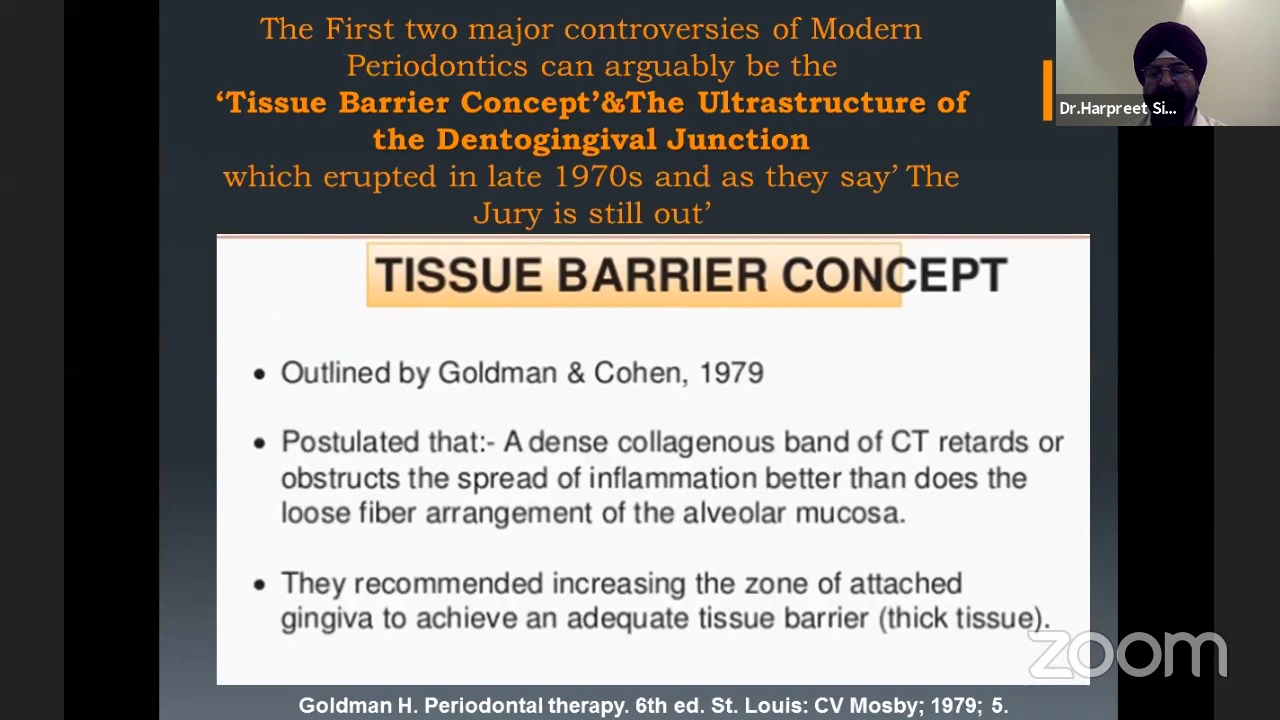 The First two major controversies of Modern
Periodontics can arguably be the
‘Tissue Barrier Concept’&The Ultrastructure of
the Dentogingival Junction
which erupted in late 1970s and as they say’ The
Jury is still out’
Dr.Harpreet Si...
TISSUE BARRIER CONCEPT
• Outlined by Goldman & Cohen, 1979
• Postulated that:- A dense collagenous band of CT retards or
obstructs the spread of inflammation better than does the
loose fiber arrangement of the alveolar mucosa.
• They recommended increasing the zone of attached
gingiva to achieve an adequate tissue barrier (thick tissue).
zoom
Goldman H. Periodontal therapy. 6th ed. St. Louis: CV Mosby; 1979; 5.